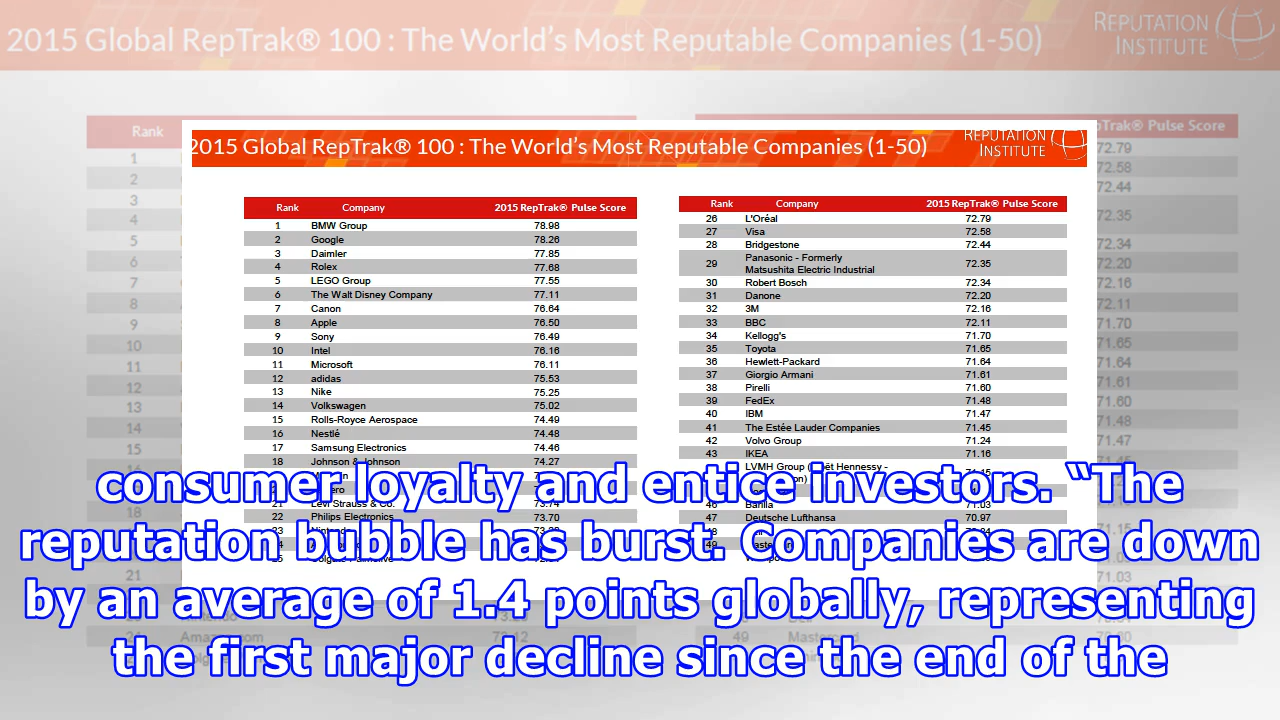 2015 Global RepTrak® 100 : The World's Most Reputable Companies (1-50)
REPUTATION
INSTITUTE
Rank
pTrak® Pulse Score
2015 Global RepTrak® 100 : The World's Most Reputable Companies (1-50)
REPUTATION
INSTITUTE
Rank Company 2015 RepTrak® Pulse Score
1 BMW Group 78.98
2 Google 78.26
3 Daimler 77.85
4 Rolex 77.68
5 LEGO Group 77.55
6 The Walt Disney Company 77.11
7 Canon 76.64
8 Apple 76.50
9 Sony 76.49
10 Intel 76.16
11 Microsoft 76.11
12 adidas 75.53
13 Nike 75.25
14 Volkswagen 75.02
15 Rolls-Royce Aerospace 74.49
16 Nestlé 74.48
17 Samsung Electronics 74.46
18 Johnson & Johnson 74.27
21 Levi Strauss & Co. 73.74
22 Philips Electronics 73.70
Rank Company 2015 RepTrak® Pulse Score
26 L'Oréal 72.79
27 Visa 72.58
28 Bridgestone 72.44
29 Panasonic - Formerly
Matsushita Electric Industrial 72.35
30 Robert Bosch 72.34
31 Danone 72.20
32 3M 72.16
33 BBC 72.11
34 Kellogg's 71.70
35 Toyota 71.65
36 Hewlett-Packard 71.64
37 Giorgio Armani 71.61
38 Pirelli 71.60
39 FedEx 71.48
40 IBM 71.47
41 The Estée Lauder Companies 71.45
42 Volvo Group 71.24
43 IKEA 71.16
LVMH Group
46 Barilla 71.03
47 Deutsche Lufthansa 70.97
consumer loyalty and entice investors. “The
reputation bubble has burst. Companies are down
by an average of 1.4 points globally, representing
the first major decline since the end of the